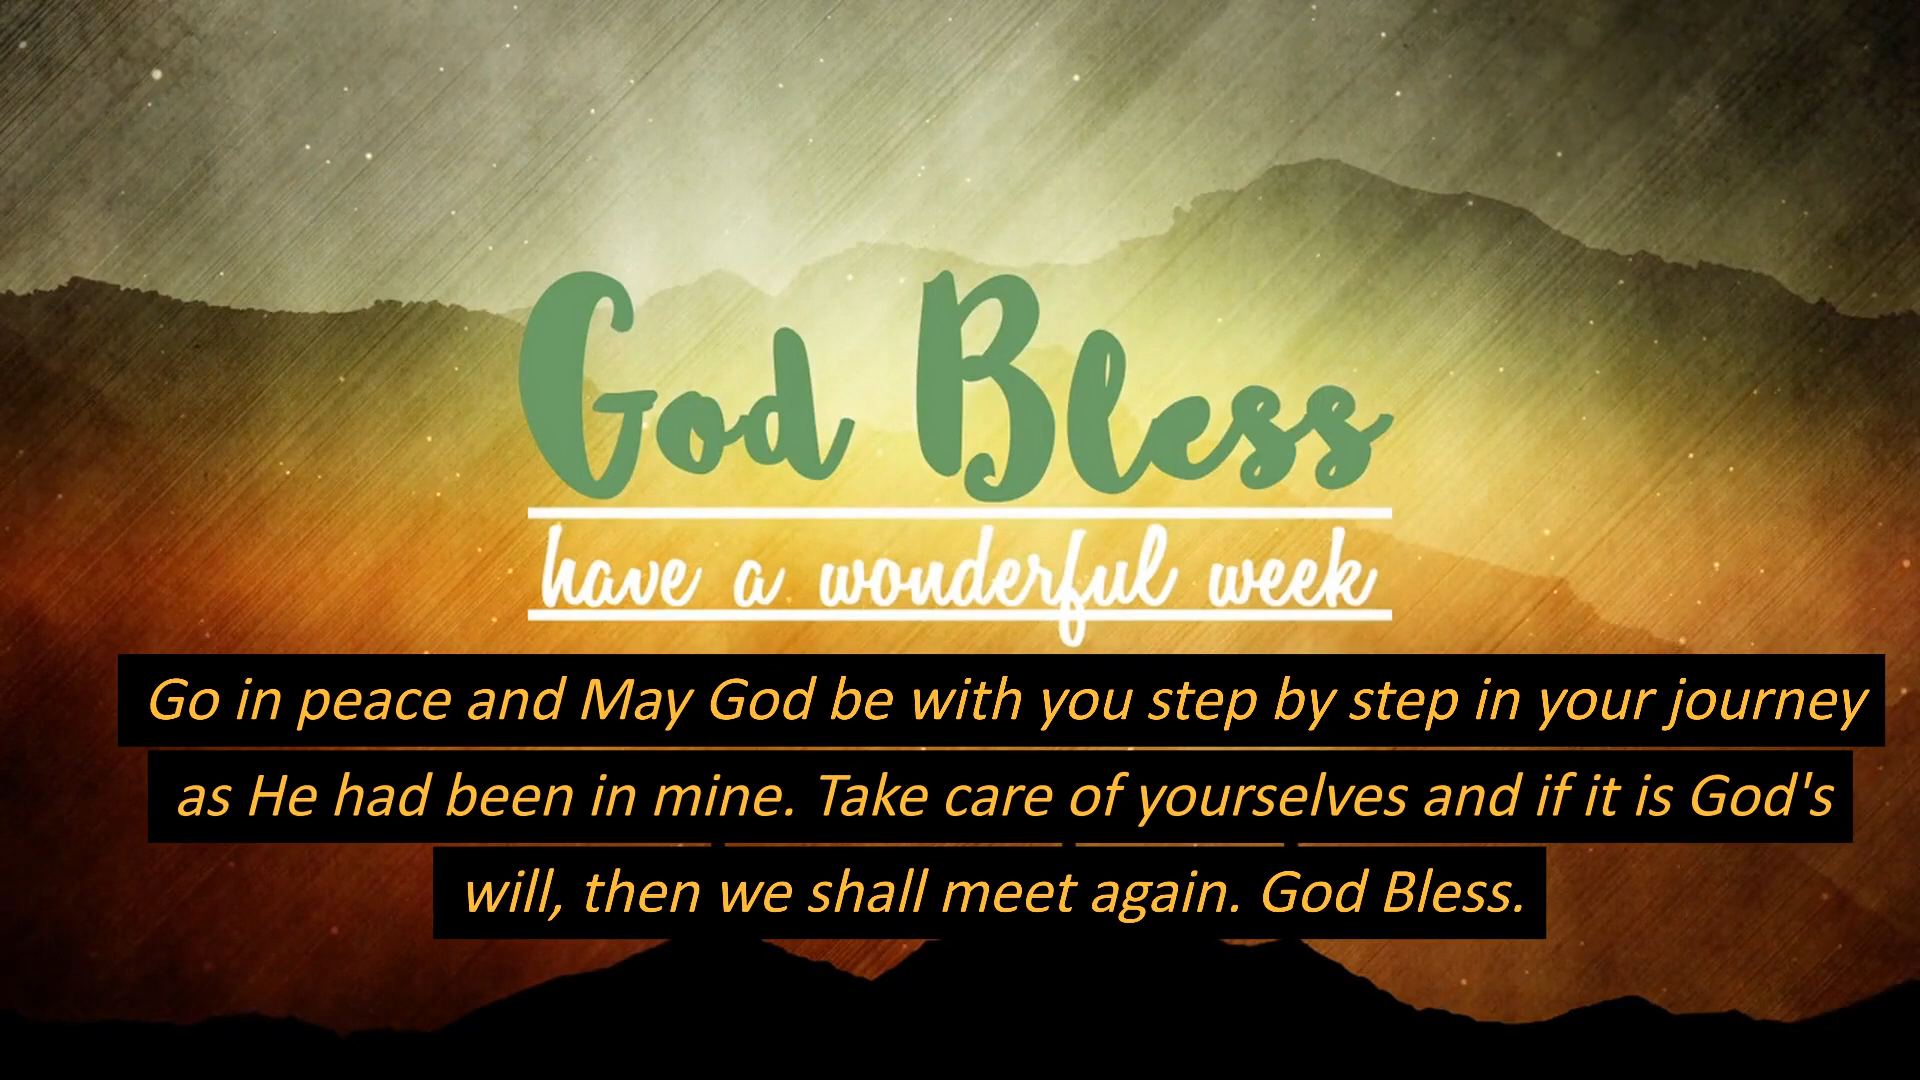 God Bless
have a wonderful week
Go in peace and May God be with you step by step in your journey
as He had been in mine. Take care of yourselves and if it is God's
will, then we shall meet again. God Bless.